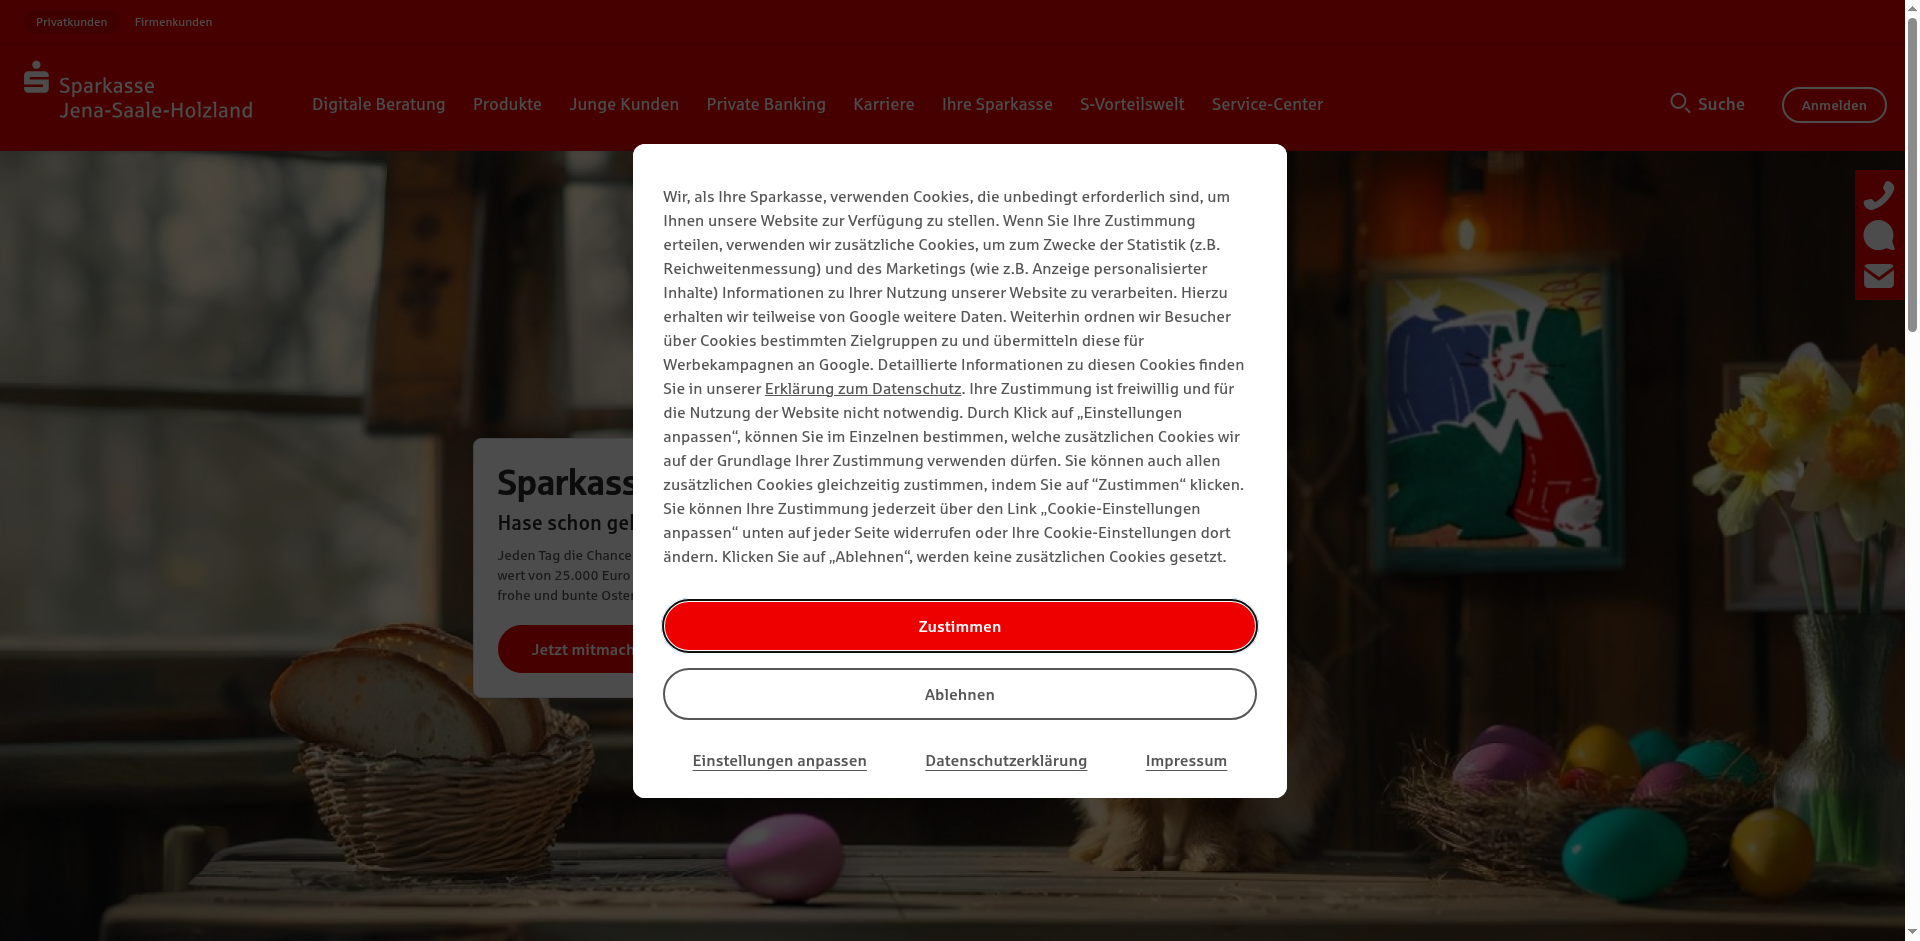 Privatkunden
Firmenkunden
Sparkasse
Jena-Saale-Holzland
Digitale Beratung
Produkte
Junge Kunden
Private Banking
Karriere
Ihre Sparkasse
S-Vorteilswelt
Service-Center
Suche
Anmelden
Wir, als Ihre Sparkasse, verwenden Cookies, die unbedingt erforderlich sind, um
Ihnen unsere Website zur Verfügung zu stellen. Wenn Sie Ihre Zustimmung
erteilen, verwenden wir zusätzliche Cookies, um zum Zwecke der Statistik (z.B.
Reichweitenmessung) und des Marketings (wie z.B. Anzeige personalisierter
Inhalte) Informationen zu Ihrer Nutzung unserer Website zu verarbeiten. Hierzu
erhalten wir teilweise von Google weitere Daten. Weiterhin ordnen wir Besucher
über Cookies bestimmten Zielgruppen zu und übermitteln diese für
Werbekampagnen an Google. Detaillierte Informationen zu diesen Cookies finden
Sie in unserer Erklärung zum Datenschutz. Ihre Zustimmung ist freiwillig und für
die Nutzung der Website nicht notwendig. Durch Klick auf „Einstellungen
anpassen“, können Sie im Einzelnen bestimmen, welche zusätzlichen Cookies wir
auf der Grundlage Ihrer Zustimmung verwenden dürfen. Sie können auch allen
zusätzlichen Cookies gleichzeitig zustimmen, indem Sie auf “Zustimmen“ klicken.
Sie können Ihre Zustimmung jederzeit über den Link „Cookie-Einstellungen
anpassen“ unten auf jeder Seite widerrufen oder Ihre Cookie-Einstellungen dort
ändern. Klicken Sie auf „Ablehnen“, werden keine zusätzlichen Cookies gesetzt.
Zustimmen
Ablehnen
Einstellungen anpassen
Datenschutzerklärung
Impressum
Hase schon
Jeden Tag die Chance
wert von 25.000 Euro
frohe und bunte
Jetzt